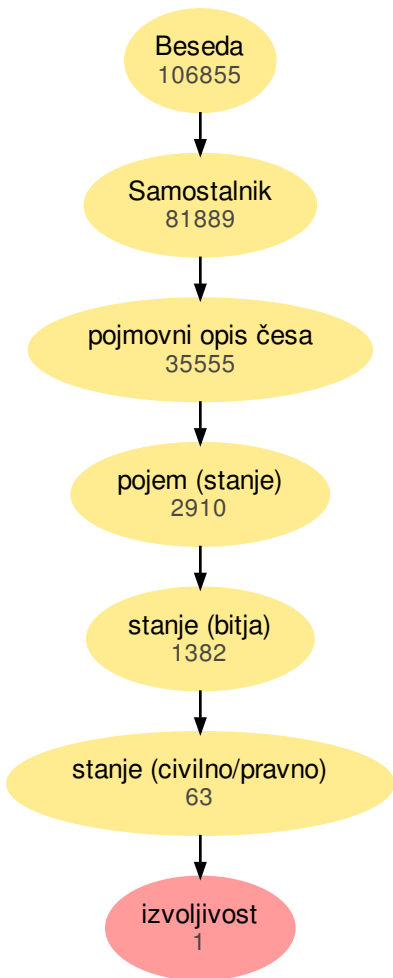 Beseda
106855
Samostalnik
81889
pojmovni opis česa
35555
pojem (stanje)
2910
stanje (bitja)
1382
stanje (civilno/pravno)
63
izvoljivost
1